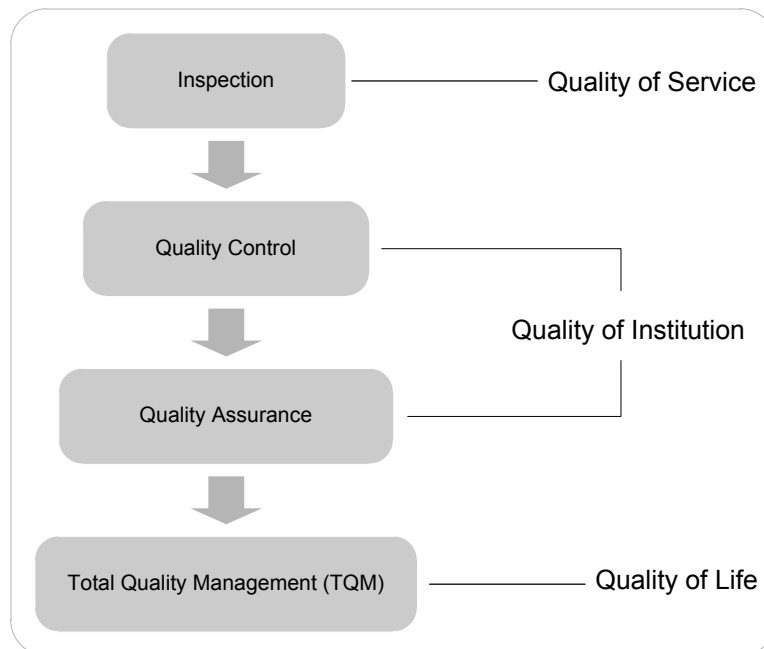 Inspection
Quality of Service
Quality Control
Quality of Institution
Quality Assurance
Total Quality Management (TQM)
Quality of Life